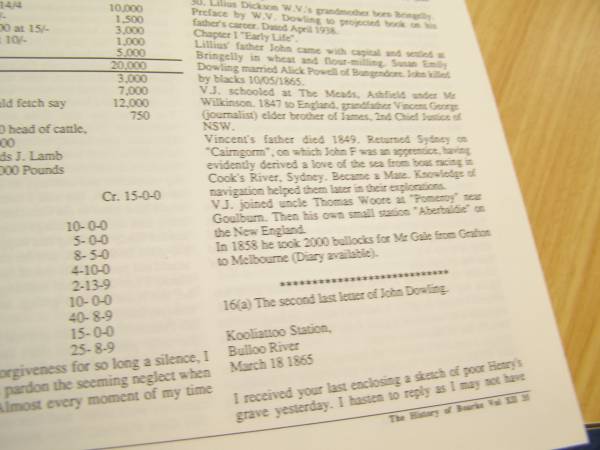 14/4
10,000
1,500
00 at 15/-
3,000
at 10/-
1,000
5,000
20,000
3,000
7,000
uld fetch say
12,000
750
0 head of cattle,
000
ds J. Lamb
000 Pounds
Cr. 15-0-0
10- 0-0
5- 0-0
8- 5-0
4-10-0
2-13-9
10- 0-0
40- 8-9
15- 0-0
25- 8-9
orgiveness for so long a silence, I
pardon the seeming neglect when
Almost every moment of my time
30. Lilius Dickson W.V.'s grandmother born Bringelly.
Preface by W.V. Dowling to projected book on his
father's career. Dated April 1938.
Chapter I "Early Life".
Lillius' father John came with capital and settled at
Bringelly in wheat and flour-milling. Susan Emily
Dowling married Alick Powell of Bungendore. John killed
by blacks 10/05/1865.
V.J. schooled at The Meads, Ashfield under Mr
Wilkinson. 1847 to England, grandfather Vincent George
(journalist) elder brother of James, 2nd Chief Justice of
NSW.
Vincent's father died 1849. Returned Sydney on
"Cairngorm", on which John F was an apprentice, having
evidently derived a love of the sea from boat racing in
Cook's River, Sydney. Became a Mate. Knowledge of
navigation helped them later in their explorations.
V.J. joined uncle Thomas Woore at "Pomeroy" near
Goulburn. Then his own small station "Aberbaldie" on
the New England.
In 1858 he took 2000 bullocks for Mr Gale from Grafton
to Melbourne (Diary available).
******************************
16(a) The second last letter of John Dowling.
Kooliattoo Station,
Bulloo River
March 18 1865
I received your last enclosing a sketch of poor Henry's
grave yesterday. I hasten to reply as I may not have
The History of Bourke Vol XII 35